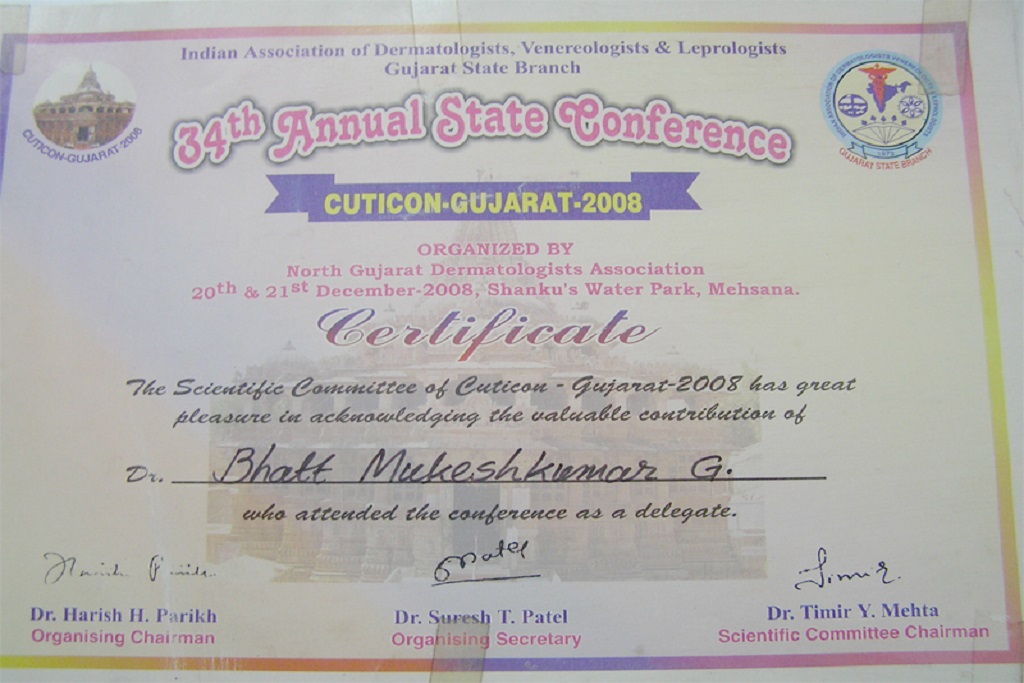 Indian Association of Dermatologists, Venereologists & Leprologists
Gujarat State Branch
34th Annual State Conference
CUTICON-GUJARAT-2008
GUJARAT STATE BRANCH
CUTICON-GUJARAT-2008
ORGANIZED BY
North Gujarat Dermatologists Association
20th & 21st December-2008, Shanku's Water Park, Mehsana.
Certificate
The Scientific Committee of Cuticon - Gujarat-2008 has great
pleasure in acknowledging the valuable contribution of
Dr. Bhatt Mukeshkumar G.
who attended the conference as a delegate.
Dr. Harish H. Parikh
Organising Chairman
Dr. Suresh T. Patel
Organising Secretary
Dr. Timir Y. Mehta
Scientific Committee Chairman